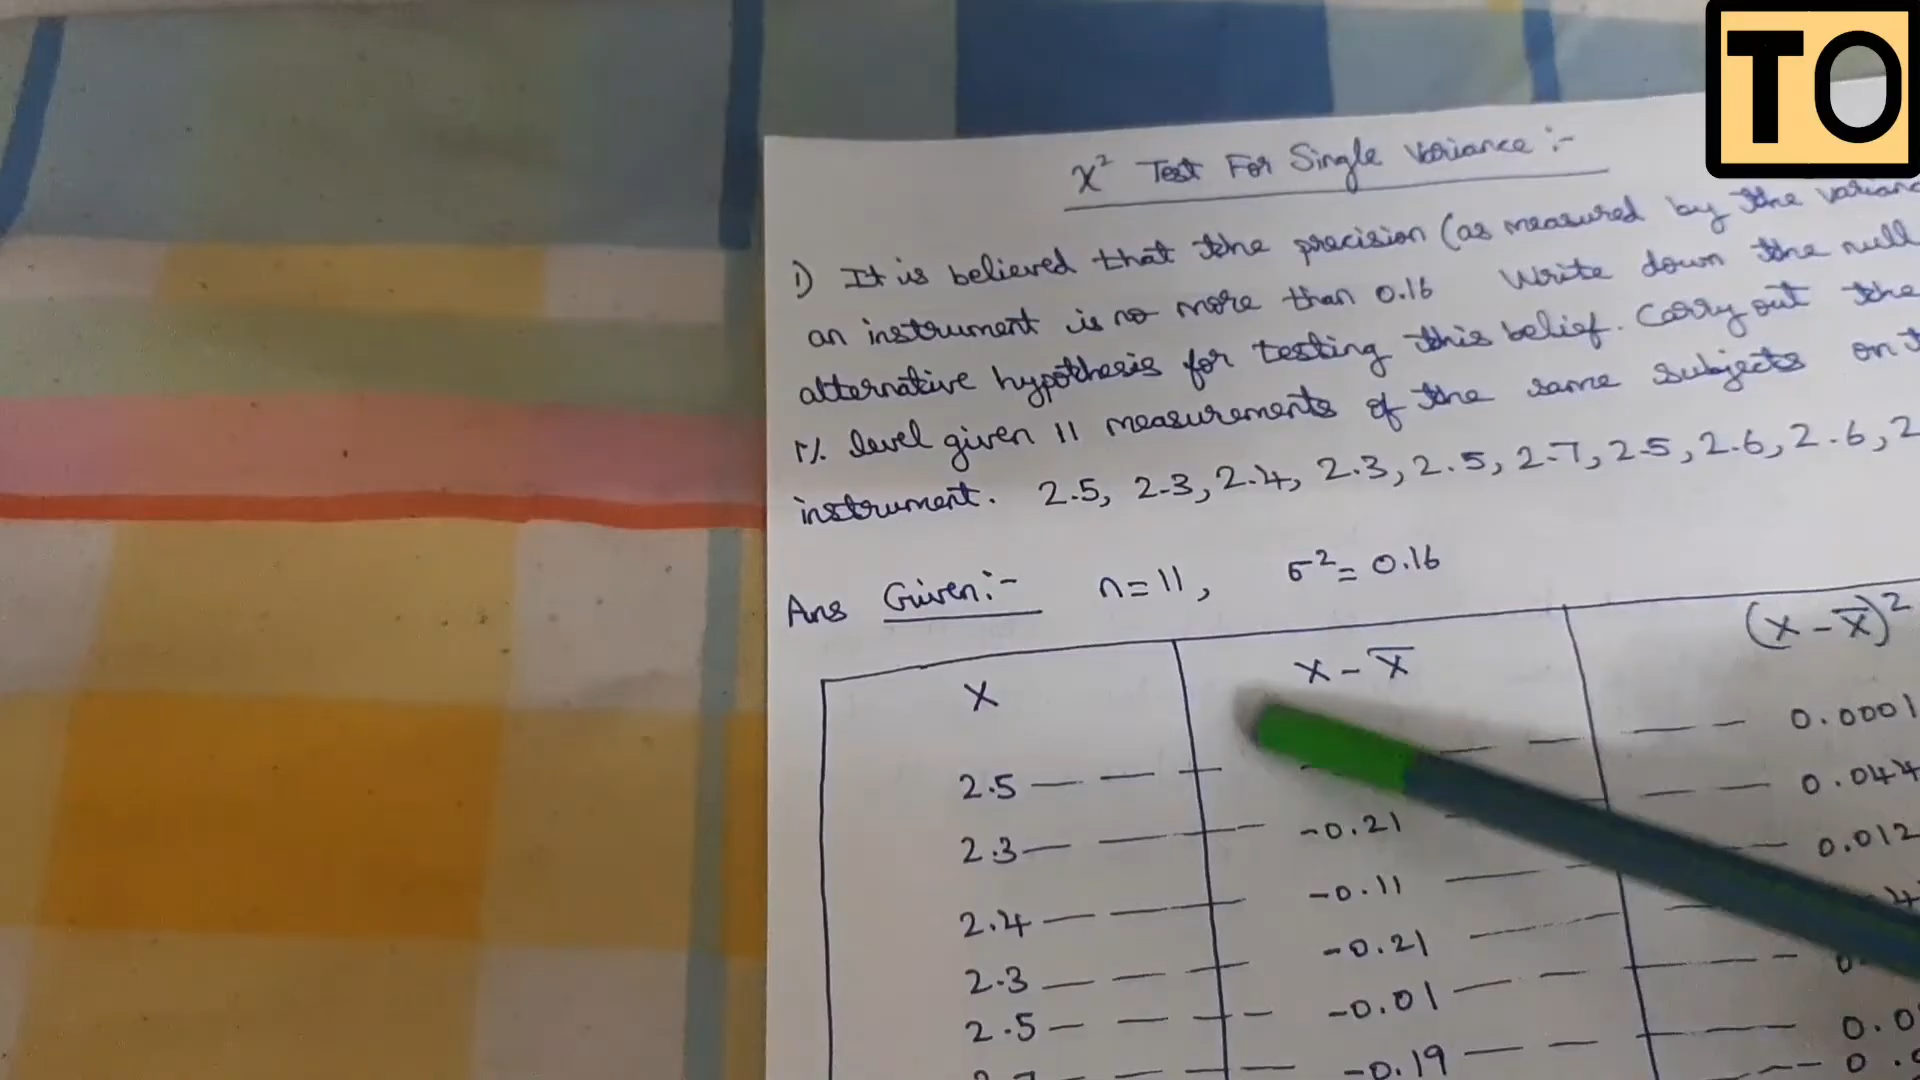 TO
χ² Test For Single Variance :-
1) It is believed that the precision (as measured by the varianc
an instrument is no more than 0.16 Write down the null
alternative hypothesis for testing this belief. Carry out the
1% level given 11 measurements of the same subjects on t
instrument. 2.5, 2.3, 2.4, 2.3, 2.5, 2.7, 2.5, 2.6, 2.6, 2
Ans Given:- n=11, σ²= 0.16
X X - X̅ (X - X̅)²
2.5 0.0001
2.3 -0.21 0.044
2.4 -0.11 0.012
2.3 -0.21
2.5 -0.01 0.0
-0.19 0.